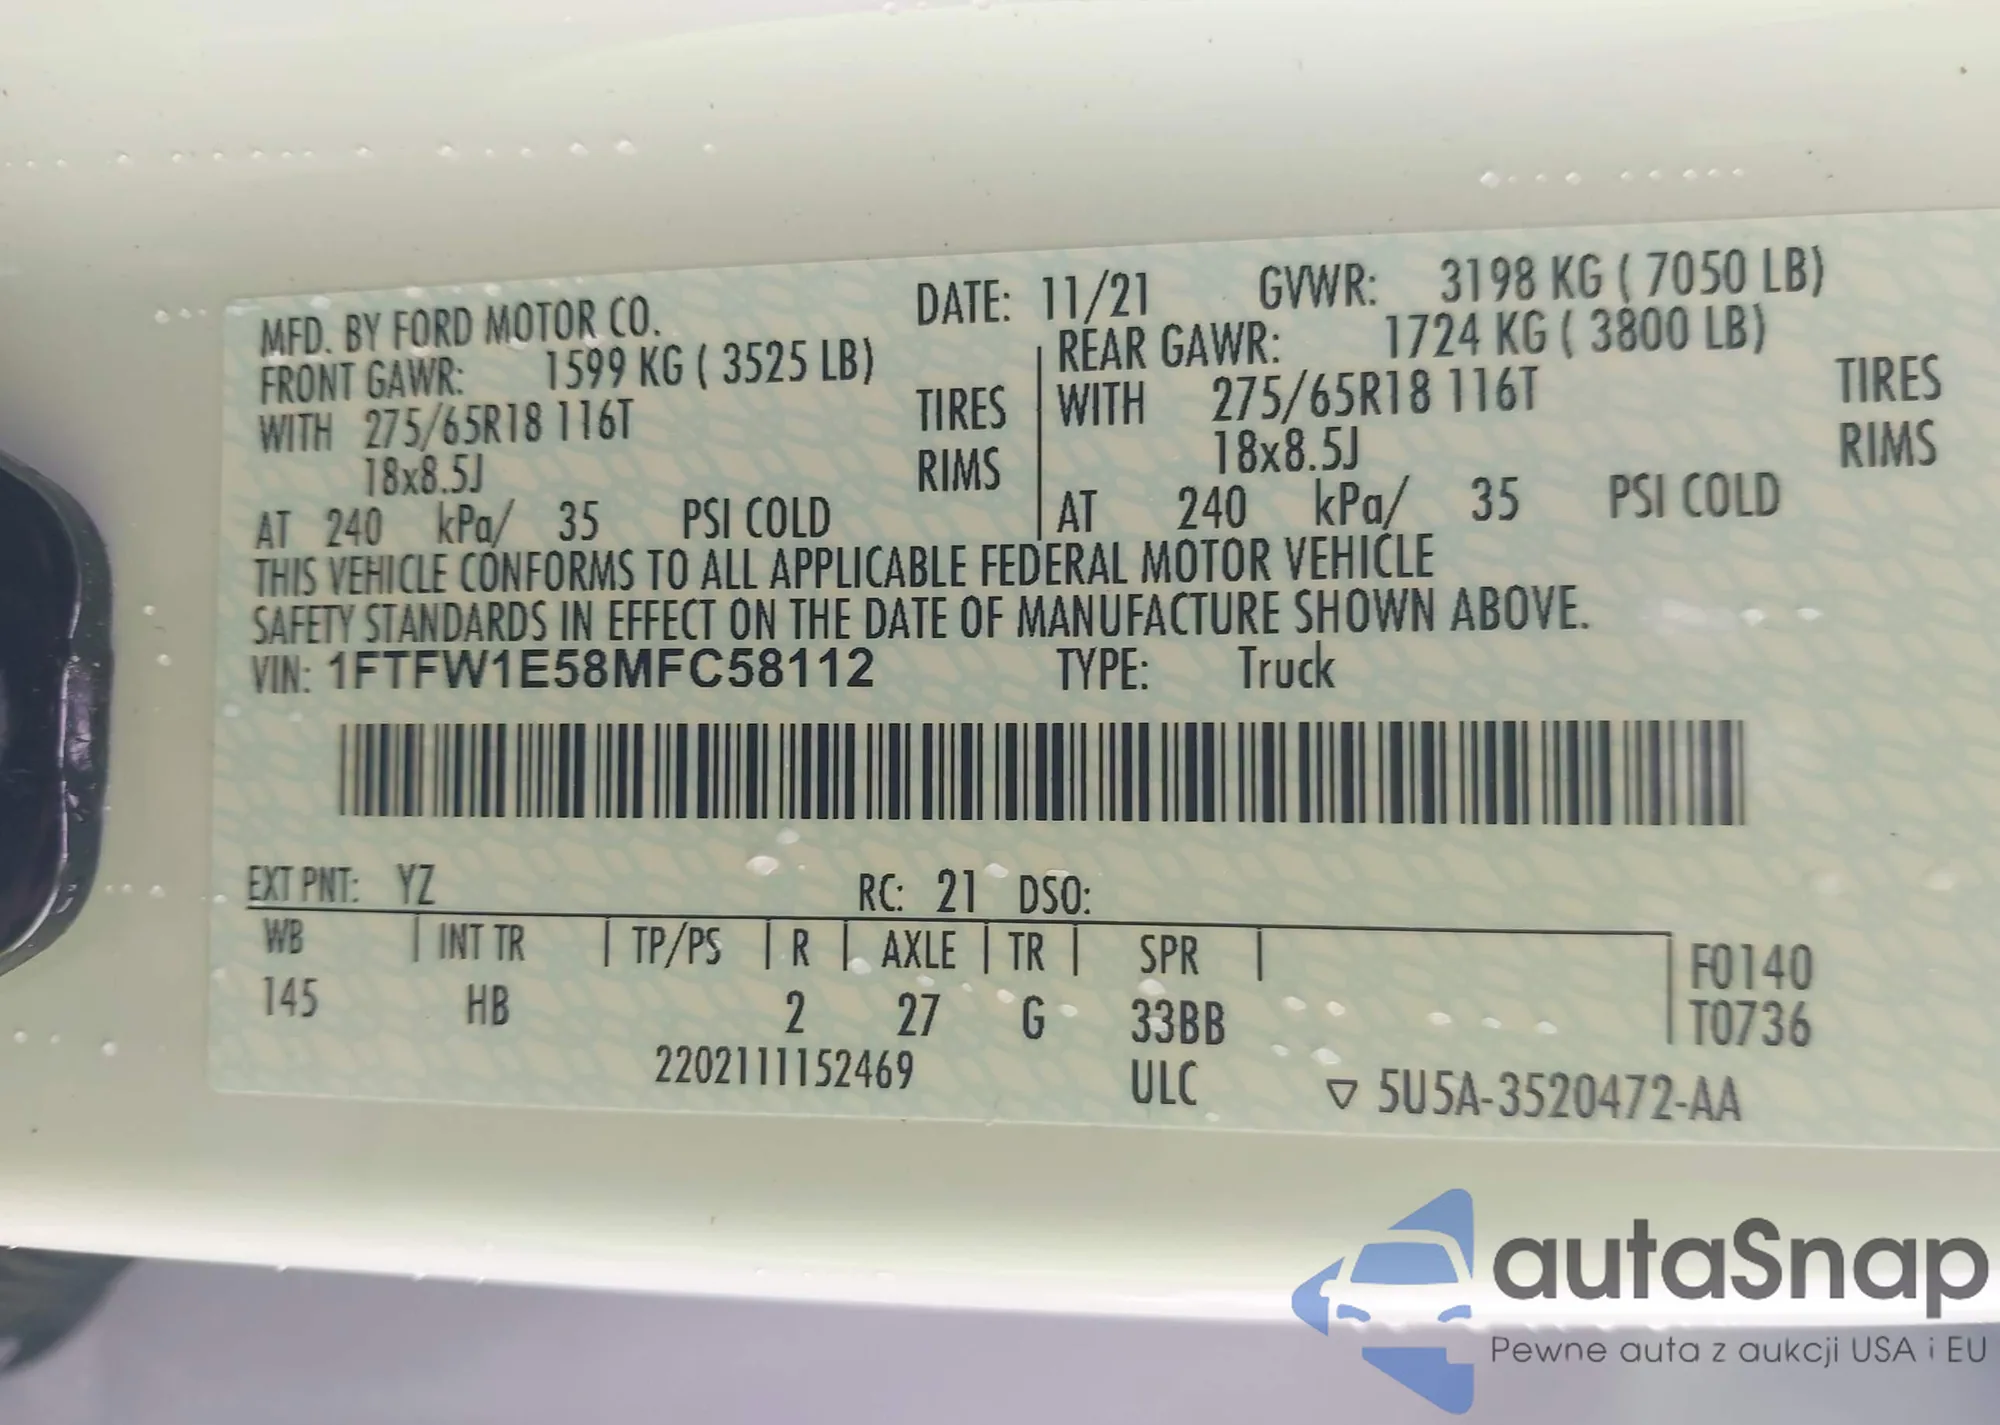 MFD. BY FORD MOTOR CO. DATE: 11/21 GVWR: 3198 KG ( 7050 LB)
FRONT GAWR: 1599 KG ( 3525 LB) REAR GAWR: 1724 KG ( 3800 LB)
WITH 275/65R18 116T TIRES WITH 275/65R18 116T TIRES
18x8.5J RIMS 18x8.5J RIMS
AT 240 kPa/ 35 PSI COLD AT 240 kPa/ 35 PSI COLD
THIS VEHICLE CONFORMS TO ALL APPLICABLE FEDERAL MOTOR VEHICLE
SAFETY STANDARDS IN EFFECT ON THE DATE OF MANUFACTURE SHOWN ABOVE.
VIN: 1FTFW1E58MFC58112 TYPE: Truck
EXT PNT: YZ RC: 21 DSO:
WB | INT TR | TP/PS | R | AXLE | TR | SPR | F0140
145 HB 2 27 G 33BB T0736
2202111152469 ULC ▽ 5U5A-3520472-AA
autaSnap
Pewne auta z aukcji USA i EU